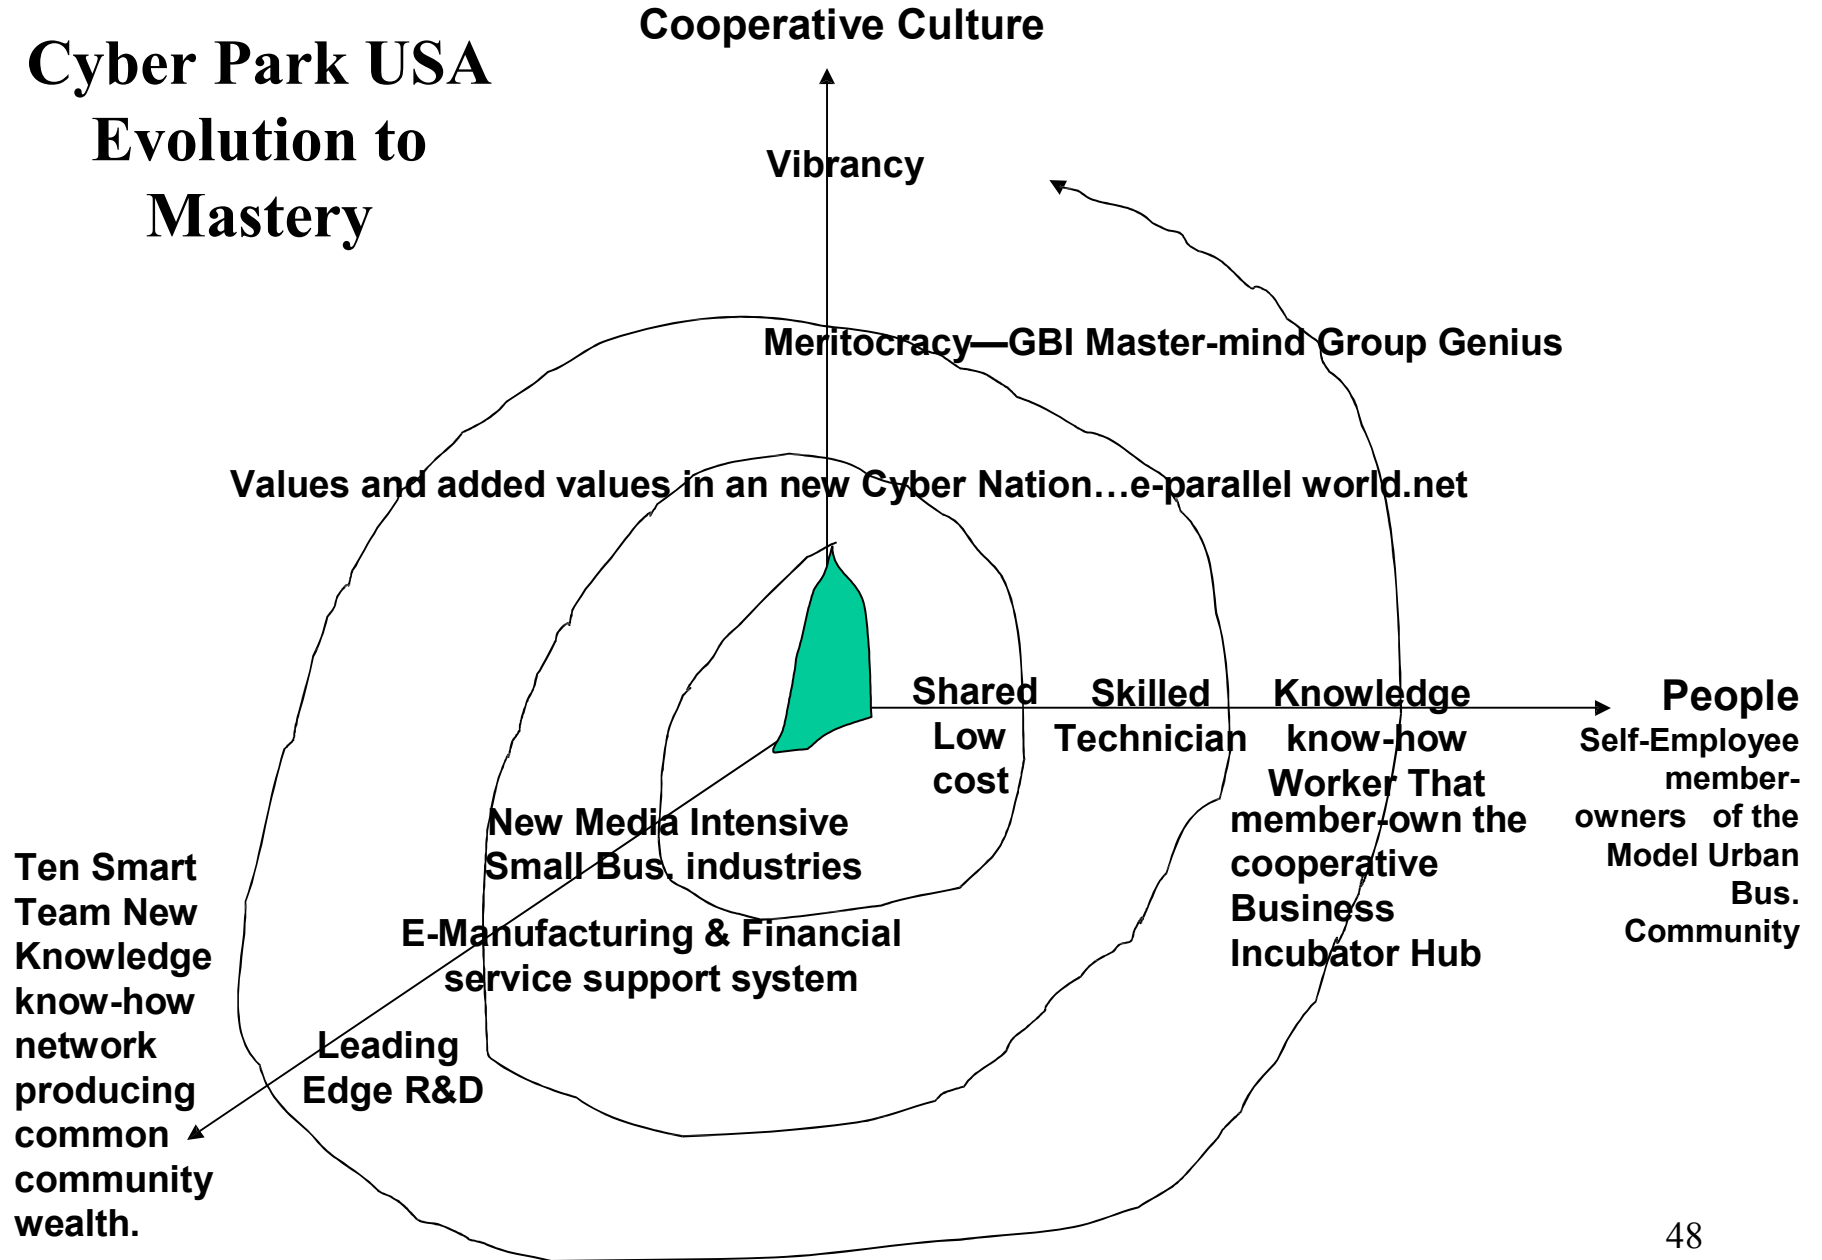 Cyber Park USA
Evolution to
Mastery
Cooperative Culture
Vibrancy
Meritocracy—GBI Master-mind Group Genius
Values and added values in an new Cyber Nation…e-parallel world.net
Shared
Low
cost
Skilled
Technician
Knowledge
know-how
Worker That
member-own the
cooperative
Business
Incubator Hub
People
Self-Employee
member-
owners of the
Model Urban
Bus.
Community
New Media Intensive
Small Bus. industries
E-Manufacturing & Financial
service support system
Leading
Edge R&D
Ten Smart
Team New
Knowledge
know-how
network
producing
common
community
wealth.
48